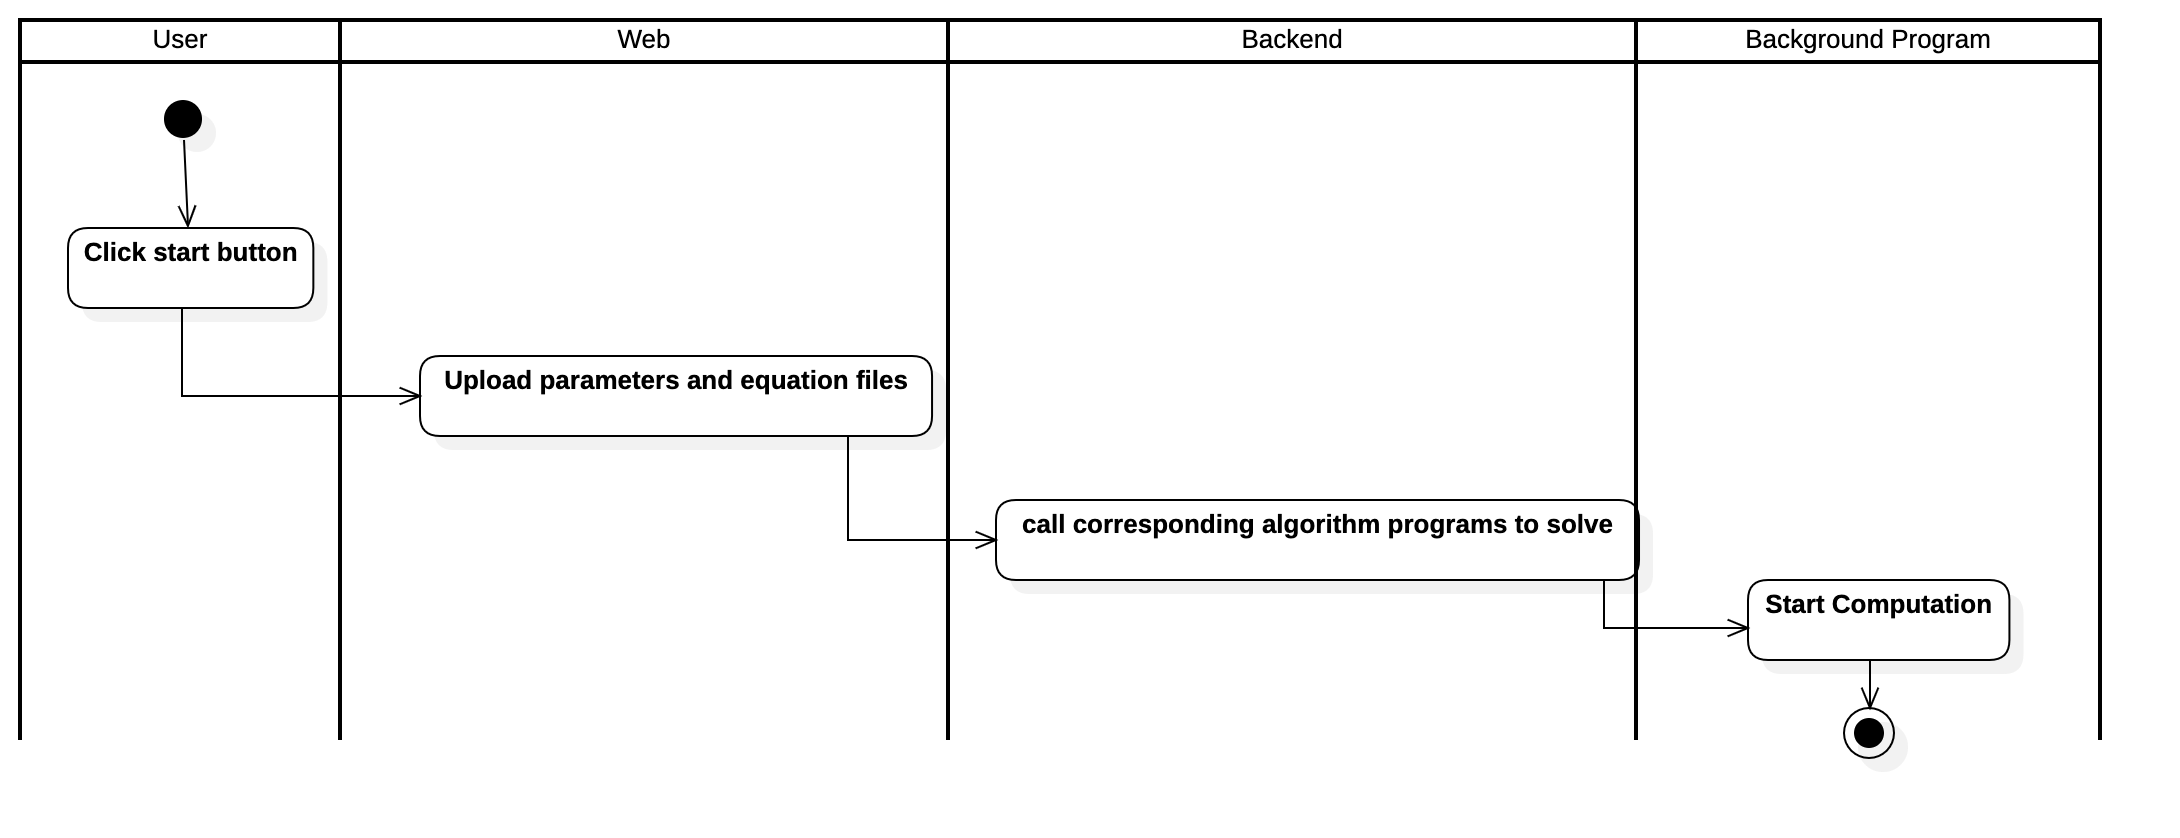 User
Web
Backend
Background Program
Click start button
Upload parameters and equation files
call corresponding algorithm programs to solve
Start Computation